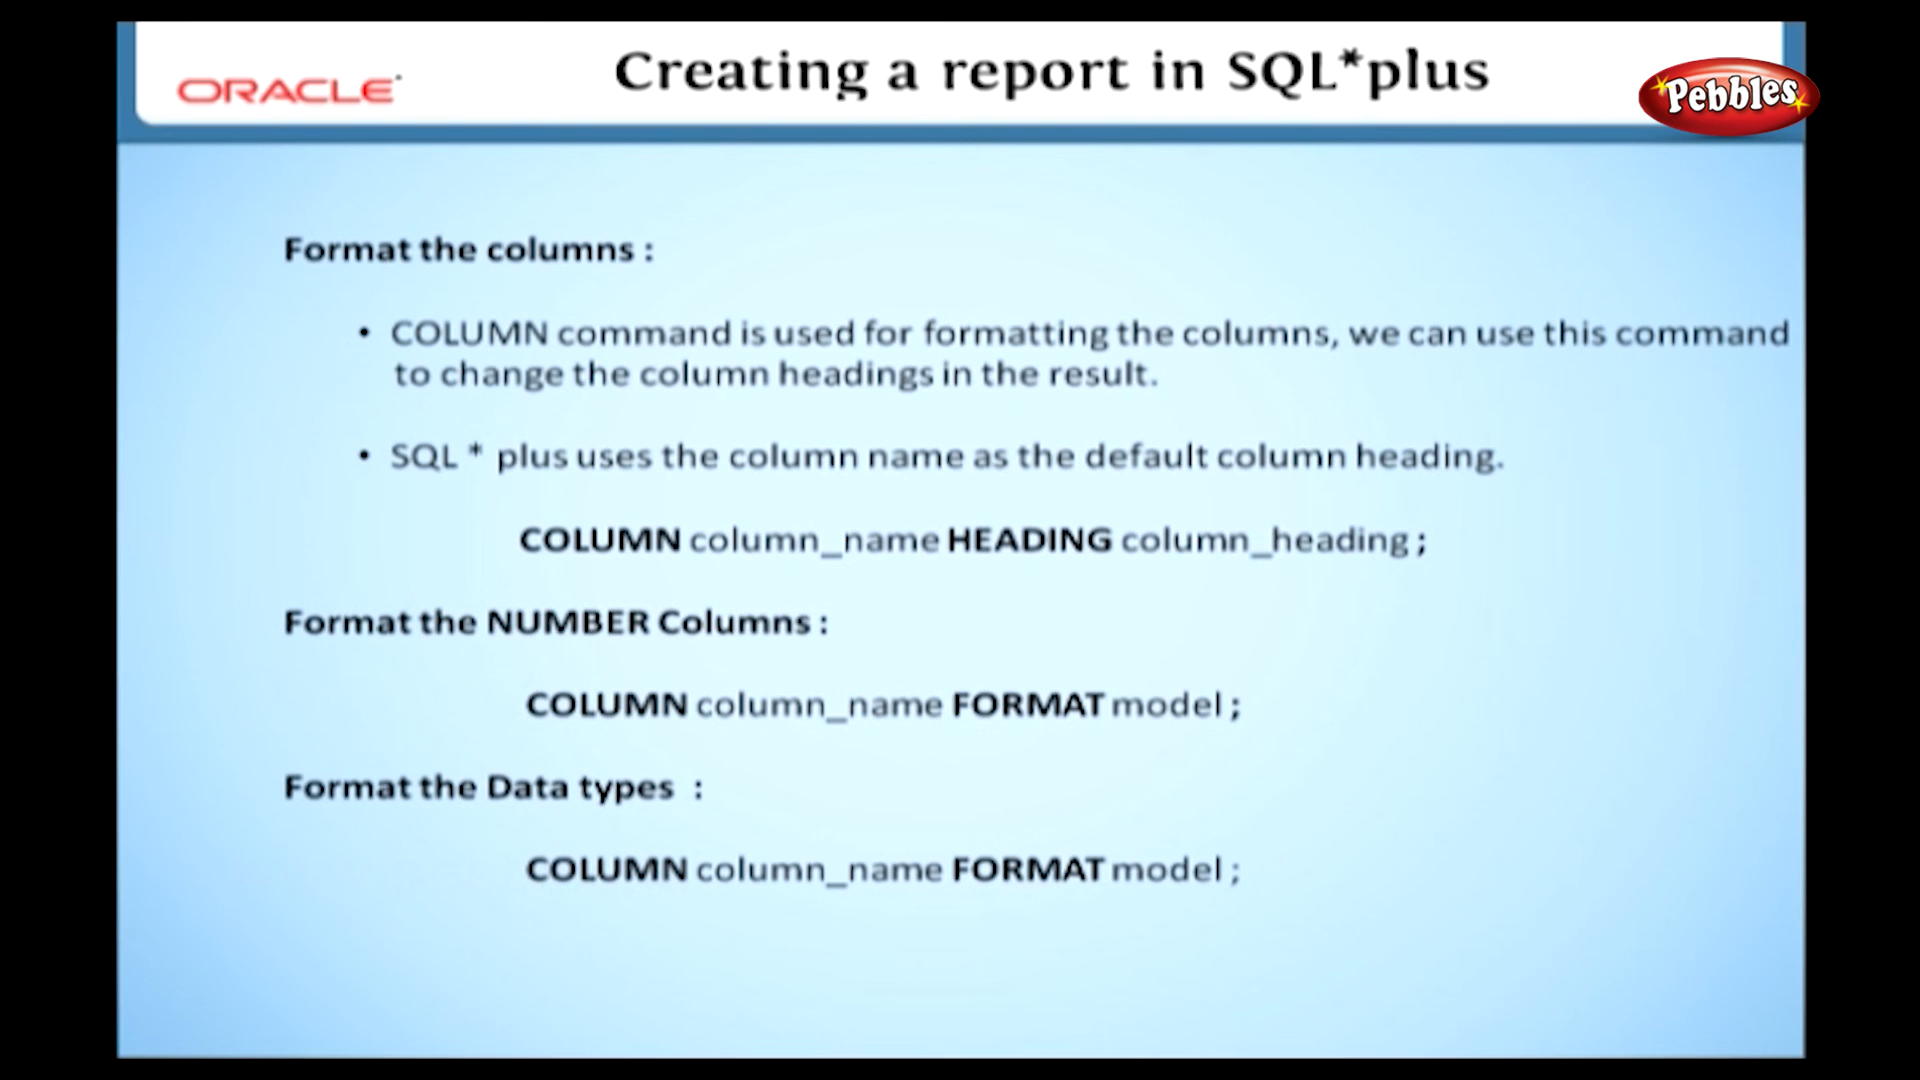 ORACLE
Creating a report in SQL*plus
Pebbles
Format the columns :
• COLUMN command is used for formatting the columns, we can use this command
to change the column headings in the result.
• SQL * plus uses the column name as the default column heading.
COLUMN column_name HEADING column_heading ;
Format the NUMBER Columns :
COLUMN column_name FORMAT model ;
Format the Data types :
COLUMN column_name FORMAT model ;